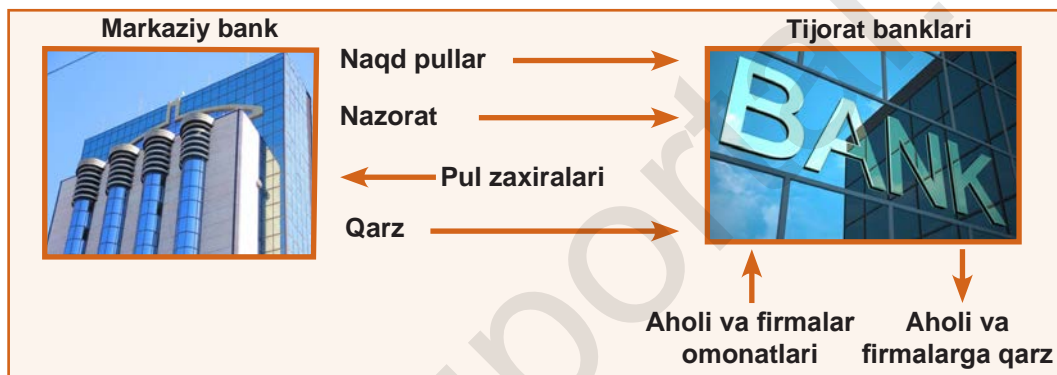 Markaziy bank
Tijorat banklari
Naqd pullar
Nazorat
Pul zaxiralari
Qarz
BANK
Aholi va firmalar
omonatlari
Aholi va
firmalarga qarz